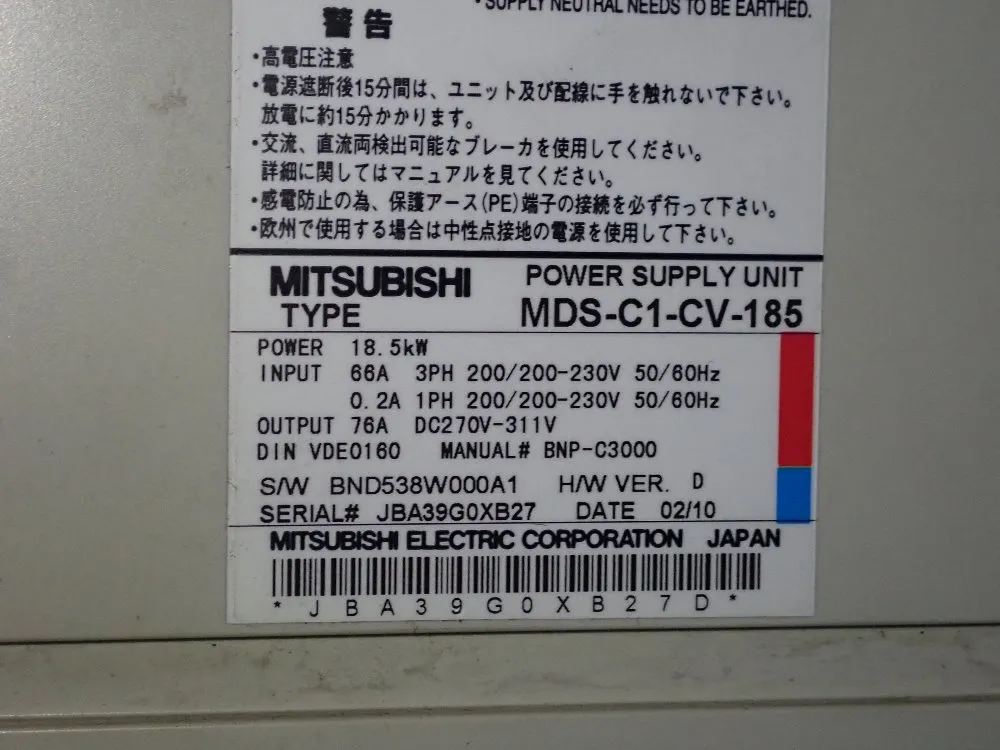 ・SUPPLY NEUTRAL NEEDS TO BE EARTHED.
警告
・高電圧注意
・電源遮断後15分間は、ユニット及び配線に手を触れないで下さい。
放電に約15分かかります。
・交流、直流両検出可能なブレーカを使用してください。
詳細に関してはマニュアルを見てください。
・感電防止の為、保護アース(PE)端子の接続を必ず行って下さい。
・欧州で使用する場合は中性点接地の電源を使用して下さい。
MITSUBISHI POWER SUPPLY UNIT
TYPE MDS-C1-CV-185
POWER 18.5kW
INPUT 66A 3PH 200/200-230V 50/60Hz
0.2A 1PH 200/200-230V 50/60Hz
OUTPUT 76A DC270V-311V
DIN VDE0160 MANUAL# BNP-C3000
S/W BND538W000A1 H/W VER. D
SERIAL# JBA39G0XB27 DATE 02/10
MITSUBISHI ELECTRIC CORPORATION JAPAN
* J B A 3 9 G 0 X B 2 7 D *